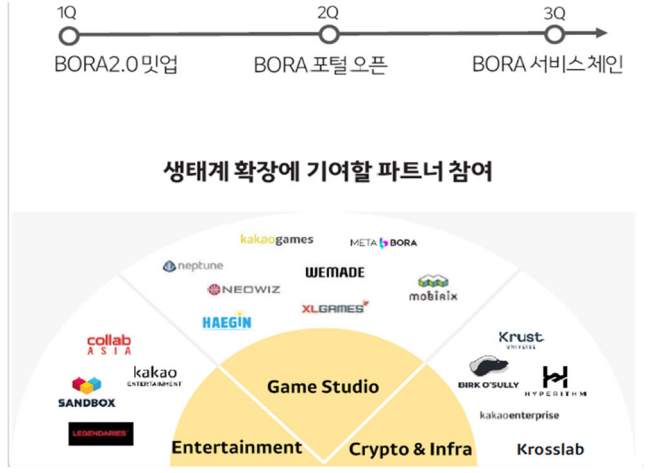 1Q 2Q 3Q
BORA2.0 밋업 BORA 포털 오픈 BORA 서비스 체인
생태계 확장에 기여할 파트너 참여
kakaogames META BORA
neptune WEMADE
NEOWIZ mobirix
HAEGIN XLGAMES
collab
ASIA
kakao
ENTERTAINMENT
SANDBOX
LEGENDARIES
Krust
UNIVERSE
BIRK O'SULLY HYPERITHM
kakaoenterprise
Krosslab
Game Studio
Entertainment Crypto & Infra